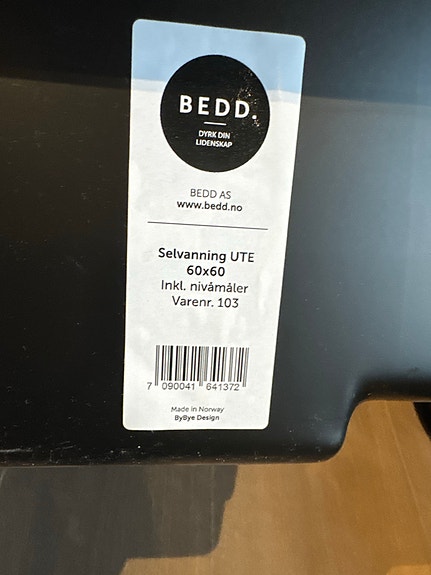 BEDD.
DYRK DIN
LIDENSKAP
BEDD AS
www.bedd.no
Selvanning UTE
60x60
Inkl. nivåmåler
Varenr. 103
7 090041 641372
Made in Norway
ByBye Design